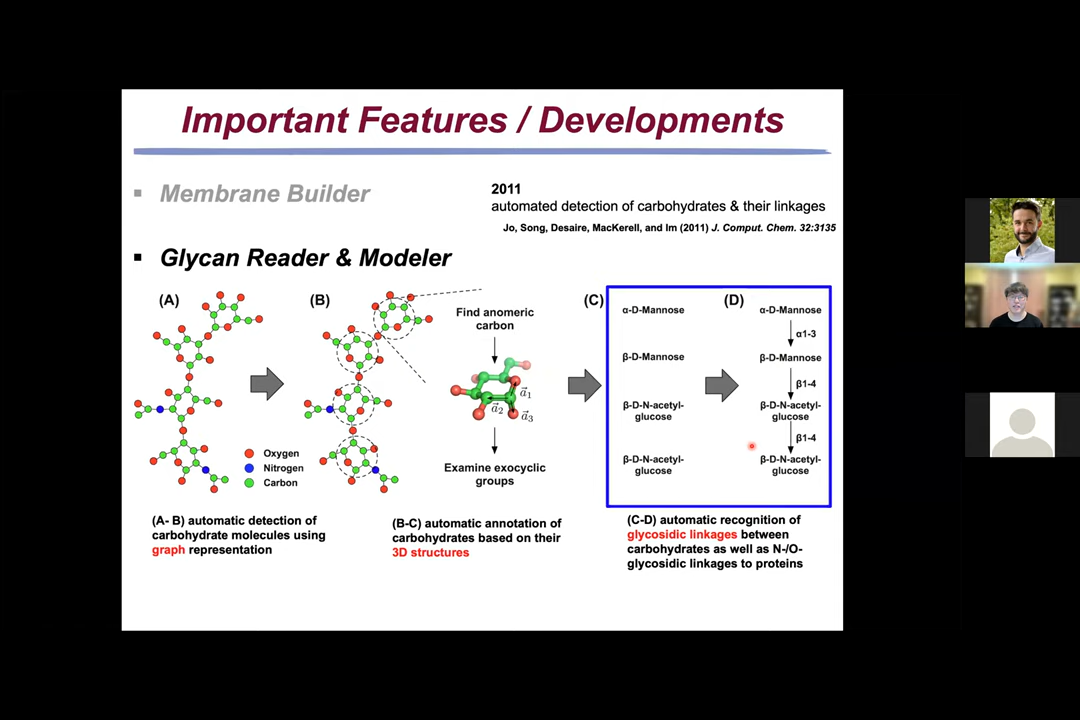 Important Features / Developments
▪ Membrane Builder
2011
automated detection of carbohydrates & their linkages
Jo, Song, Desaire, MacKerell, and Im (2011) J. Comput. Chem. 32:3135
▪ Glycan Reader & Modeler
(A)
(B)
Find anomeric
carbon
a1
a2
a3
Examine exocyclic
groups
Oxygen
Nitrogen
Carbon
(C)
α-D-Mannose
β-D-Mannose
β-D-N-acetyl-
glucose
β-D-N-acetyl-
glucose
(D)
α-D-Mannose
α1-3
β-D-Mannose
β1-4
β-D-N-acetyl-
glucose
β1-4
β-D-N-acetyl-
glucose
(A- B) automatic detection of
carbohydrate molecules using
graph representation
(B-C) automatic annotation of
carbohydrates based on their
3D structures
(C-D) automatic recognition of
glycosidic linkages between
carbohydrates as well as N-/O-
glycosidic linkages to proteins